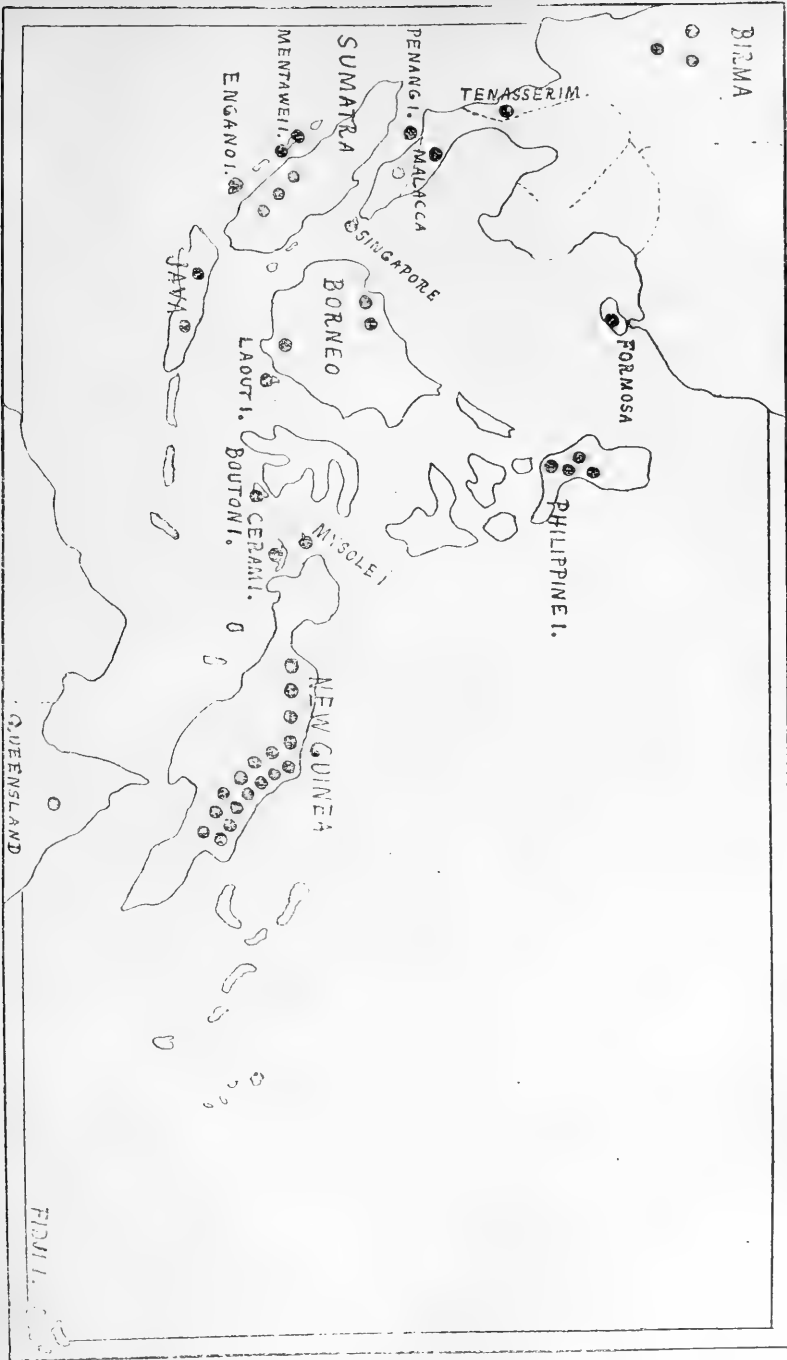 BIRMA
TENASSERIM.
PENANG I.
MALACCA
SUMATRA
MENTAWEI I.
ENGANO I.
SINGAPORE
FORMOSA
BORNEO
JAVA
LAOUT I.
PHILIPPINE I.
BOUTON I.
CERAM I.
MYSOLE I
NEW GUINEA
QUEENSLAND
FIDJI I.